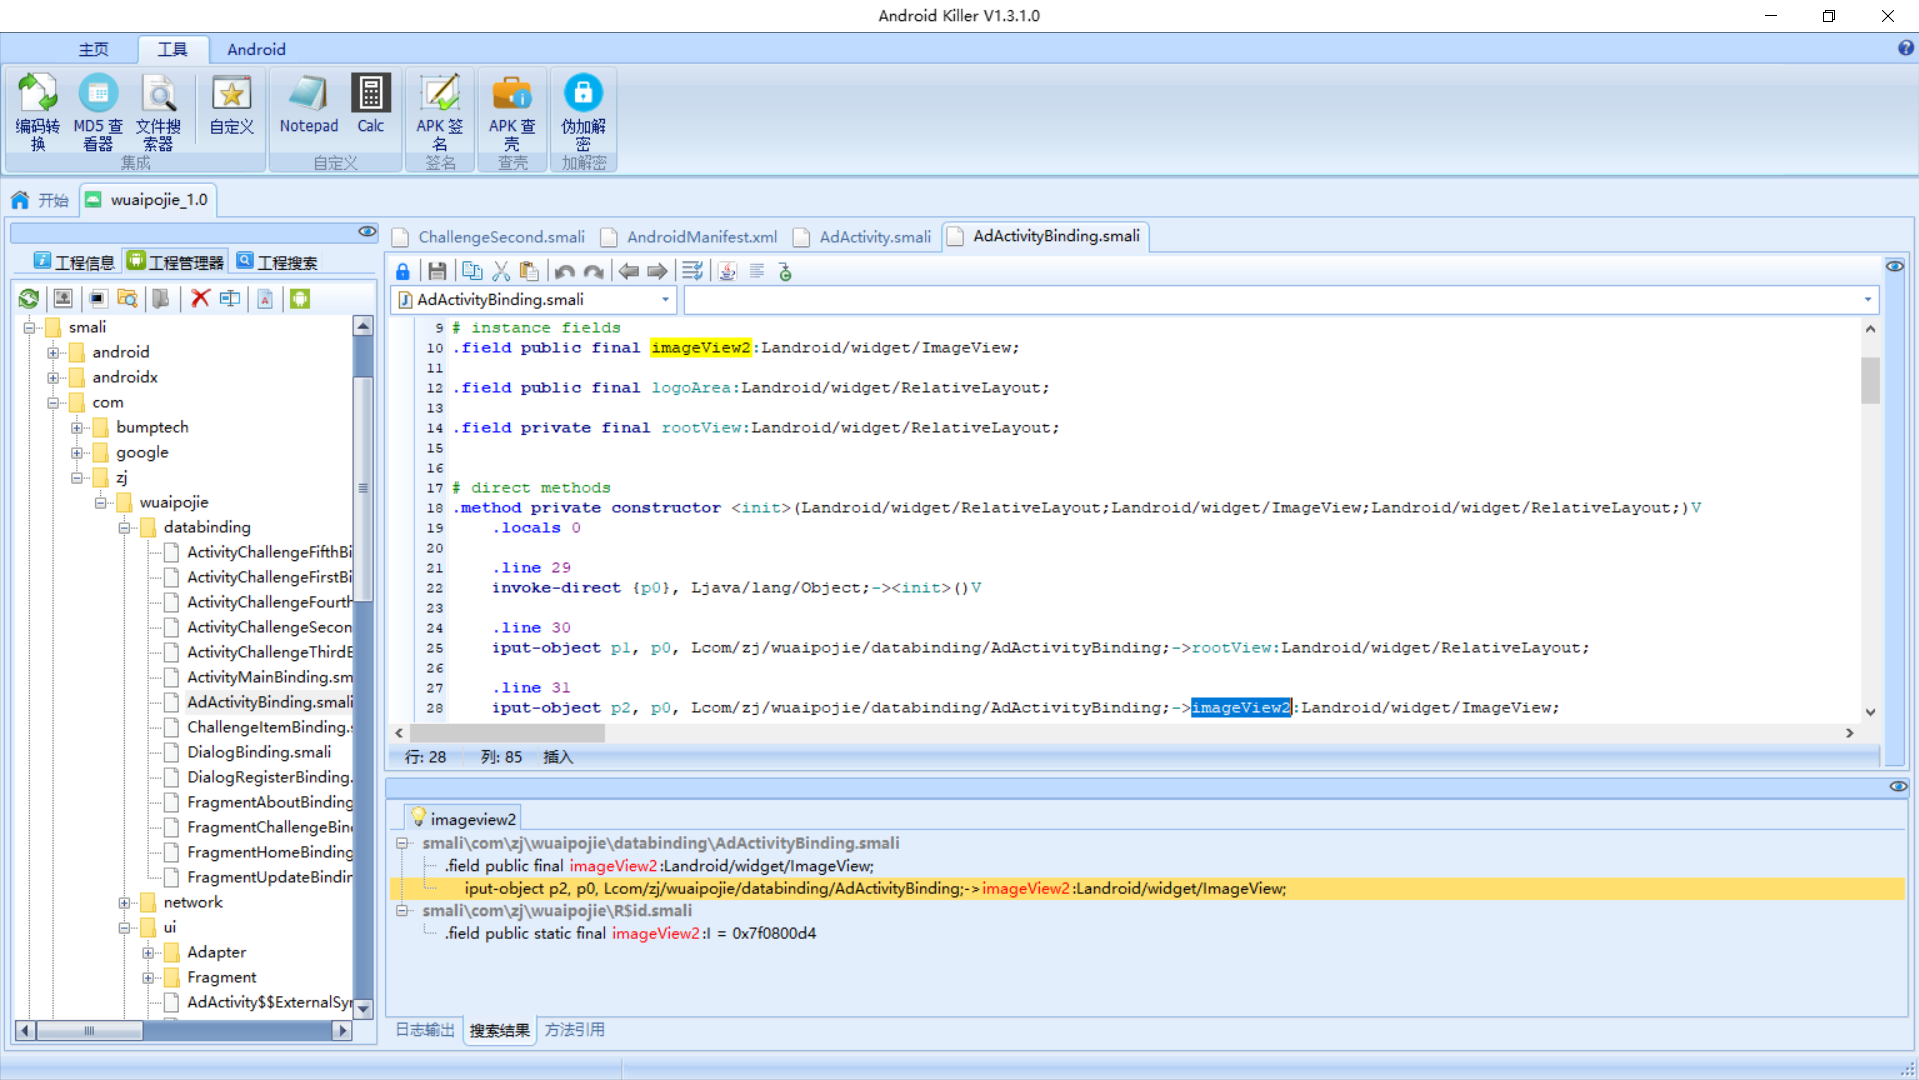 Android Killer V1.3.1.0
主页 工具 Android
编码转换 MD5 查看器 文件搜索器 自定义 Notepad Calc APK 签名 APK 查壳 伪加解密
集成 自定义 签名 查壳 加解密
开始 wuaipojie_1.0
工程信息 工程管理器 工程搜索
smali
android
androidx
com
bumptech
google
zj
wuaipojie
databinding
ActivityChallengeFifthBi
ActivityChallengeFirstBi
ActivityChallengeFourth
ActivityChallengeSecon
ActivityChallengeThirdB
ActivityMainBinding.sm
AdActivityBinding.smali
ChallengeItemBinding.s
DialogBinding.smali
DialogRegisterBinding.
FragmentAboutBinding
FragmentChallengeBin
FragmentHomeBinding
FragmentUpdateBindin
network
ui
Adapter
Fragment
AdActivity$$ExternalSyn
ChallengeSecond.smali AndroidManifest.xml AdActivity.smali AdActivityBinding.smali
AdActivityBinding.smali
9 # instance fields
10 .field public final imageView2:Landroid/widget/ImageView;
11
12 .field public final logoArea:Landroid/widget/RelativeLayout;
13
14 .field private final rootView:Landroid/widget/RelativeLayout;
15
16
17 # direct methods
18 .method private constructor <init>(Landroid/widget/RelativeLayout;Landroid/widget/ImageView;Landroid/widget/RelativeLayout;)V
19 .locals 0
20
21 .line 29
22 invoke-direct {p0}, Ljava/lang/Object;-><init>()V
23
24 .line 30
25 iput-object p1, p0, Lcom/zj/wuaipojie/databinding/AdActivityBinding;->rootView:Landroid/widget/RelativeLayout;
26
27 .line 31
28 iput-object p2, p0, Lcom/zj/wuaipojie/databinding/AdActivityBinding;->imageView2:Landroid/widget/ImageView;
行: 28 列: 85 插入
imageview2
smali\com\zj\wuaipojie\databinding\AdActivityBinding.smali
.field public final imageView2:Landroid/widget/ImageView;
iput-object p2, p0, Lcom/zj/wuaipojie/databinding/AdActivityBinding;->imageView2:Landroid/widget/ImageView;
smali\com\zj\wuaipojie\R$id.smali
.field public static final imageView2:I = 0x7f0800d4
日志输出 搜索结果 方法引用